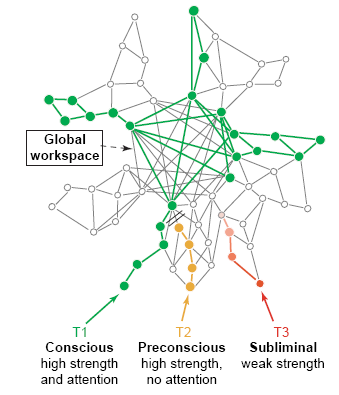 Global
workspace
T1
Conscious
high strength
and attention
T2
Preconscious
high strength,
no attention
T3
Subliminal
weak strength